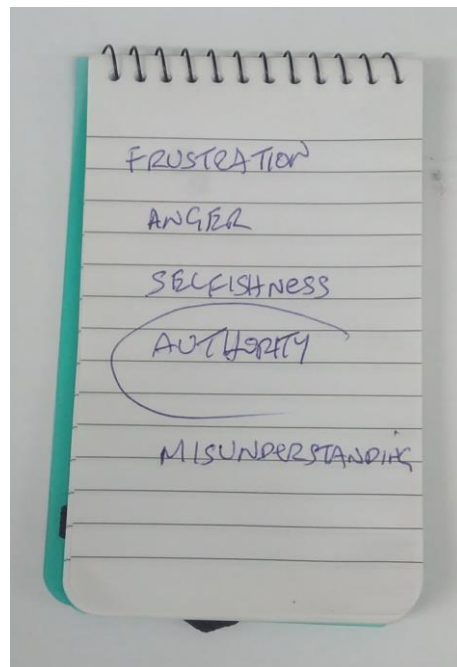 FRUSTRATION
ANGER
SELFISHNESS
AUTHORITY
MISUNDERSTANDING